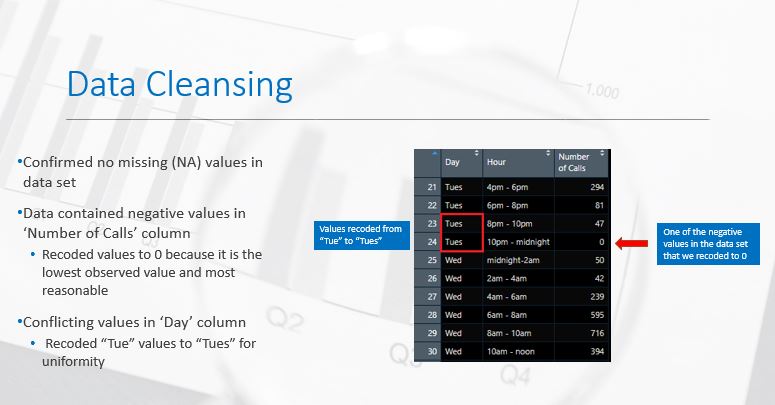 Data Cleansing
•Confirmed no missing (NA) values in
data set
•Data contained negative values in
‘Number of Calls’ column
• Recoded values to 0 because it is the
lowest observed value and most
reasonable
•Conflicting values in ‘Day’ column
• Recoded “Tue” values to “Tues” for
uniformity
Values recoded from
“Tue” to “Tues”
Day Hour Number
of Calls
21 Tues 4pm - 6pm 294
22 Tues 6pm - 8pm 81
23 Tues 8pm - 10pm 47
24 Tues 10pm - midnight 0
25 Wed midnight-2am 50
26 Wed 2am - 4am 42
27 Wed 4am - 6am 239
28 Wed 6am - 8am 595
29 Wed 8am - 10am 716
30 Wed 10am - noon 394
One of the negative
values in the data set
that we recoded to 0
1.000
Q2
Q3
Q4